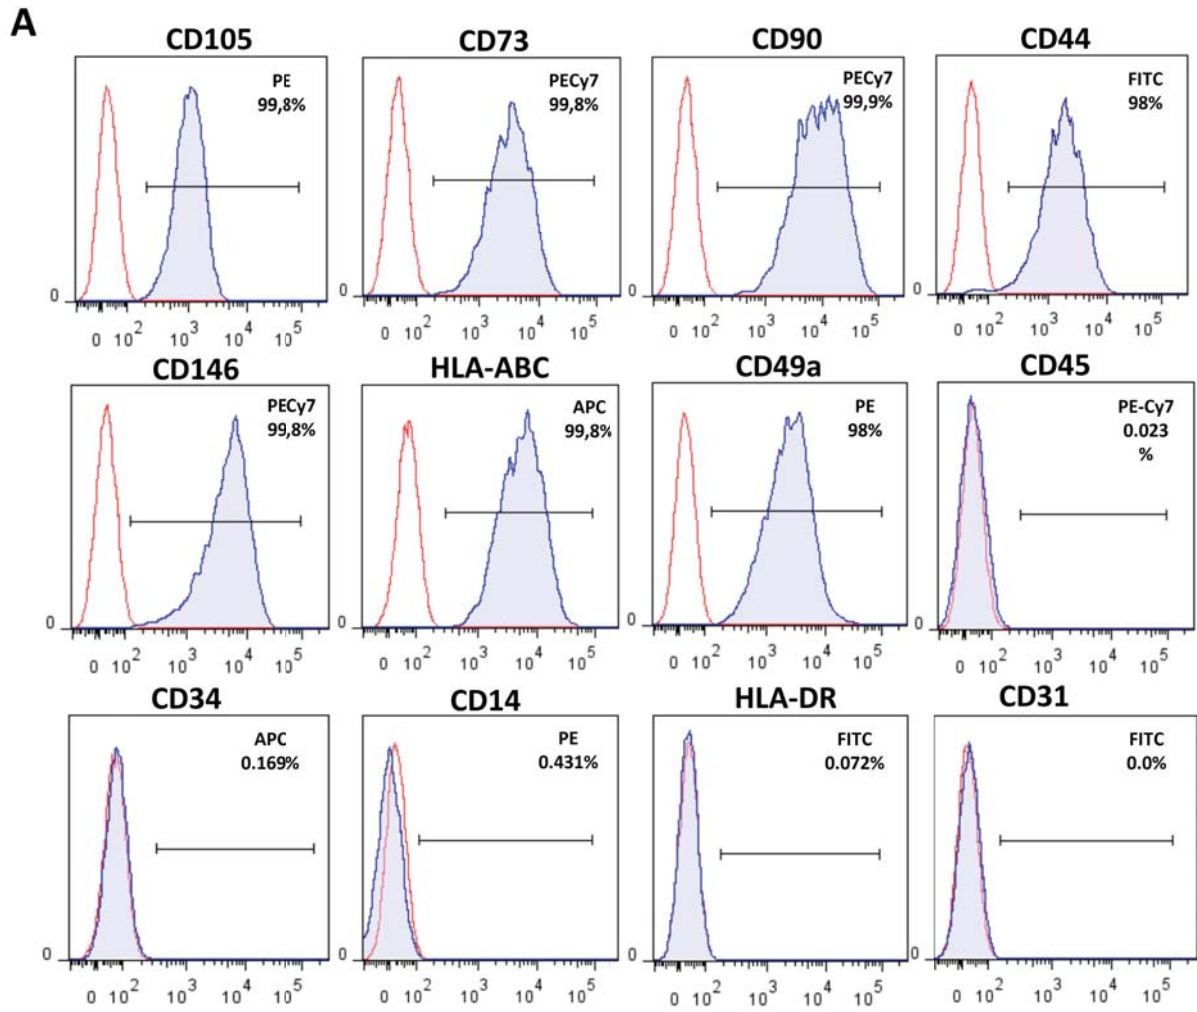 A
CD105
PE
99,8%
0
0 10² 10³ 10⁴ 10⁵
CD73
PECy7
99,8%
0
0 10² 10³ 10⁴ 10⁵
CD90
PECy7
99,9%
0
0 10² 10³ 10⁴ 10⁵
CD44
FITC
98%
0
0 10² 10³ 10⁴ 10⁵
CD146
PECy7
99,8%
0
0 10² 10³ 10⁴ 10⁵
HLA-ABC
APC
99,8%
0
0 10² 10³ 10⁴ 10⁵
CD49a
PE
98%
0
0 10² 10³ 10⁴ 10⁵
CD45
PE-Cy7
0.023
%
0
0 10² 10³ 10⁴ 10⁵
CD34
APC
0.169%
0
0 10² 10³ 10⁴ 10⁵
CD14
PE
0.431%
0
0 10² 10³ 10⁴ 10⁵
HLA-DR
FITC
0.072%
0
0 10² 10³ 10⁴ 10⁵
CD31
FITC
0.0%
0
0 10² 10³ 10⁴ 10⁵